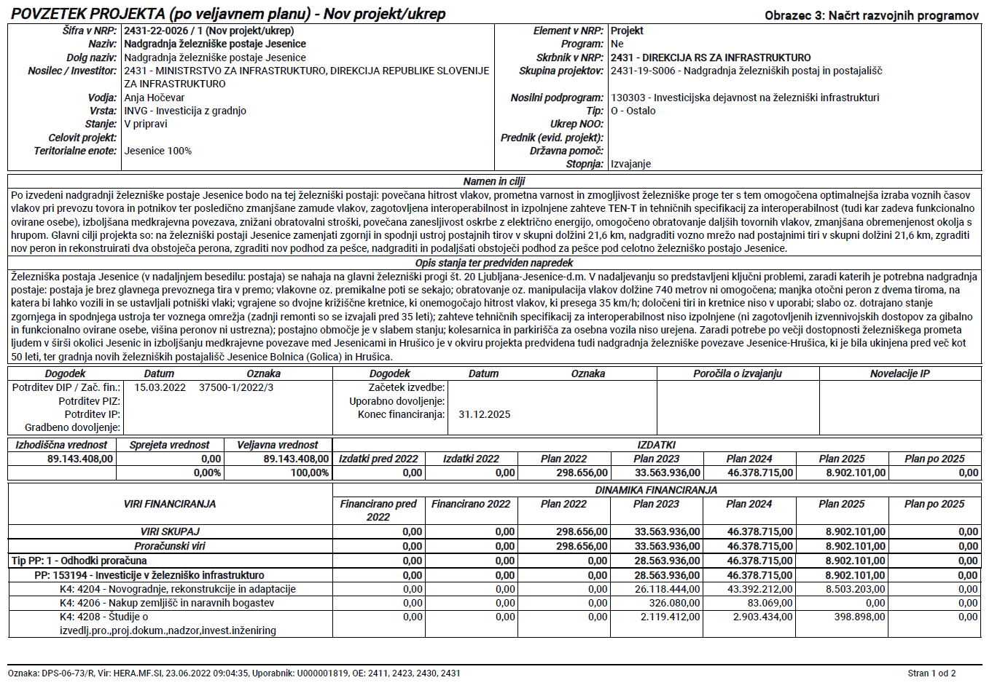 POVZETEK PROJEKTA (po veljavnem planu) - Nov projekt/ukrep
Obrazec 3: Načrt razvojnih programov
Šifra v NRP: 2431-22-0026 / 1 (Nov projekt/ukrep)
Naziv: Nadgradnja železniške postaje Jesenice
Dolg naziv: Nadgradnja železniške postaje Jesenice
Nosilec / Investitor: 2431 - MINISTRSTVO ZA INFRASTRUKTURO, DIREKCIJA REPUBLIKE SLOVENIJE
ZA INFRASTRUKTURO
Vodja: Anja Hočevar
Vrsta: INVG - Investicija z gradnjo
Stanje: V pripravi
Celovit projekt:
Teritorialne enote: Jesenice 100%
Element v NRP: Projekt
Program: Ne
Skrbnik v NRP: 2431 - DIREKCIJA RS ZA INFRASTRUKTURO
Skupina projektov: 2431-19-S006 - Nadgradnja železniških postaj in postajališč
Nosilni podprogram: 130303 - Investicijska dejavnost na železniški infrastrukturi
Tip: O - Ostalo
Ukrep NOO:
Prednik (evid. projekt):
Državna pomoč:
Stopnja: Izvajanje
Namen in cilji
Po izvedeni nadgradnji železniške postaje Jesenice bodo na tej železniški postaji: povečana hitrost vlakov, prometna varnost in zmogljivost železniške proge ter s tem omogočena optimalnejša izraba voznih časov
vlakov pri prevozu tovora in potnikov ter posledično zmanjšane zamude vlakov, zagotovljena interoperabilnost in izpolnjene zahteve TEN-T in tehničnih specifikacij za interoperabilnost (tudi kar zadeva funkcionalno
ovirane osebe), izboljšana medkrajevna povezava, znižani obratovalni stroški, povečana zanesljivost oskrbe z električno energijo, omogočeno obratovanje daljših tovornih vlakov, zmanjšana obremenjenost okolja s
hrupom. Glavni cilji projekta so: na železniški postaji Jesenice zamenjati zgornji in spodnji ustroj postajnih tirov v skupni dolžini 21,6 km, nadgraditi vozno mrežo nad postajnimi tiri v skupni dolžini 21,6 km, zgraditi
nov peron in rekonstruirati dva obstoječa perona, zgraditi nov podhod za pešce, nadgraditi in podaljšati obstoječi podhod za pešce pod celotno železniško postajo Jesenice.
Opis stanja ter predviden napredek
Železniška postaja Jesenice (v nadaljnjem besedilu: postaja) se nahaja na glavni železniški progi št. 20 Ljubljana-Jesenice-d.m. V nadaljevanju so predstavljeni ključni problemi, zaradi katerih je potrebna nadgradnja
postaje: postaja je brez glavnega prevoznega tira v premo; vlakovne oz. premikalne poti se sekajo; obratovanje oz. manipulacija vlakov dolžine 740 metrov ni omogočena; manjka otočni peron z dvema tiroma, na
katera bi lahko vozili in se ustavljali potniški vlaki; vgrajene so dvojne križiščne kretnice, ki onemogočajo hitrost vlakov, ki presega 35 km/h; določeni tiri in kretnice niso v uporabi; slabo oz. dotrajano stanje
zgornjega in spodnjega ustroja ter voznega omrežja (zadnji remonti so se izvajali pred 35 leti); zahteve tehničnih specifikacij za interoperabilnost niso izpolnjene (ni zagotovljenih izvennivojskih dostopov za gibalno
in funkcionalno ovirane osebe, višina peronov ni ustrezna); postajno območje je v slabem stanju; kolesarnica in parkirišča za osebna vozila niso urejena. Zaradi potrebe po večji dostopnosti železniškega prometa
ljudem v širši okolici Jesenic in izboljšanju medkrajevne povezave med Jesenicami in Hrušico je v okviru projekta predvidena tudi nadgradnja železniške povezave Jesenice-Hrušica, ki je bila ukinjena pred več kot
50 leti, ter gradnja novih železniških postajališč Jesenice Bolnica (Golica) in Hrušica.
Dogodek Datum Oznaka Dogodek Datum Oznaka Poročila o izvajanju Novelacije IP
Potrditev DIP / Zač. fin.: 15.03.2022 37500-1/2022/3 Začetek izvedbe:
Potrditev PIZ: Uporabno dovoljenje:
Potrditev IP: Konec financiranja: 31.12.2025
Gradbeno dovoljenje:
Izhodiščna vrednost Sprejeta vrednost Veljavna vrednost IZDATKI
89.143.408,00 0,00 89.143.408,00 Izdatki pred 2022 Izdatki 2022 Plan 2022 Plan 2023 Plan 2024 Plan 2025 Plan po 2025
0,00% 100,00% 0,00 0,00 298.656,00 33.563.936,00 46.378.715,00 8.902.101,00 0,00
VIRI FINANCIRANJA DINAMIKA FINANCIRANJA
Financirano pred 2022 Financirano 2022 Plan 2022 Plan 2023 Plan 2024 Plan 2025 Plan po 2025
VIRI SKUPAJ 0,00 0,00 298.656,00 33.563.936,00 46.378.715,00 8.902.101,00 0,00
Proračunski viri 0,00 0,00 298.656,00 33.563.936,00 46.378.715,00 8.902.101,00 0,00
Tip PP: 1 - Odhodki proračuna 0,00 0,00 0,00 28.563.936,00 46.378.715,00 8.902.101,00 0,00
PP: 153194 - Investicije v železniško infrastrukturo 0,00 0,00 0,00 28.563.936,00 46.378.715,00 8.902.101,00 0,00
K4: 4204 - Novogradnje, rekonstrukcije in adaptacije 0,00 0,00 0,00 26.118.444,00 43.392.212,00 8.503.203,00 0,00
K4: 4206 - Nakup zemljišč in naravnih bogastev 0,00 0,00 0,00 326.080,00 83.069,00 0,00 0,00
K4: 4208 - Študije o 0,00 0,00 0,00 2.119.412,00 2.903.434,00 398.898,00 0,00
izvedlj.pro.,proj.dokum.,nadzor,invest.inženiring
Oznaka: DPS-06-73/R, Vir: HERA.MF.SI, 23.06.2022 09:04:35, Uporabnik: U000001819, OE: 2411, 2423, 2430, 2431
Stran 1 od 2